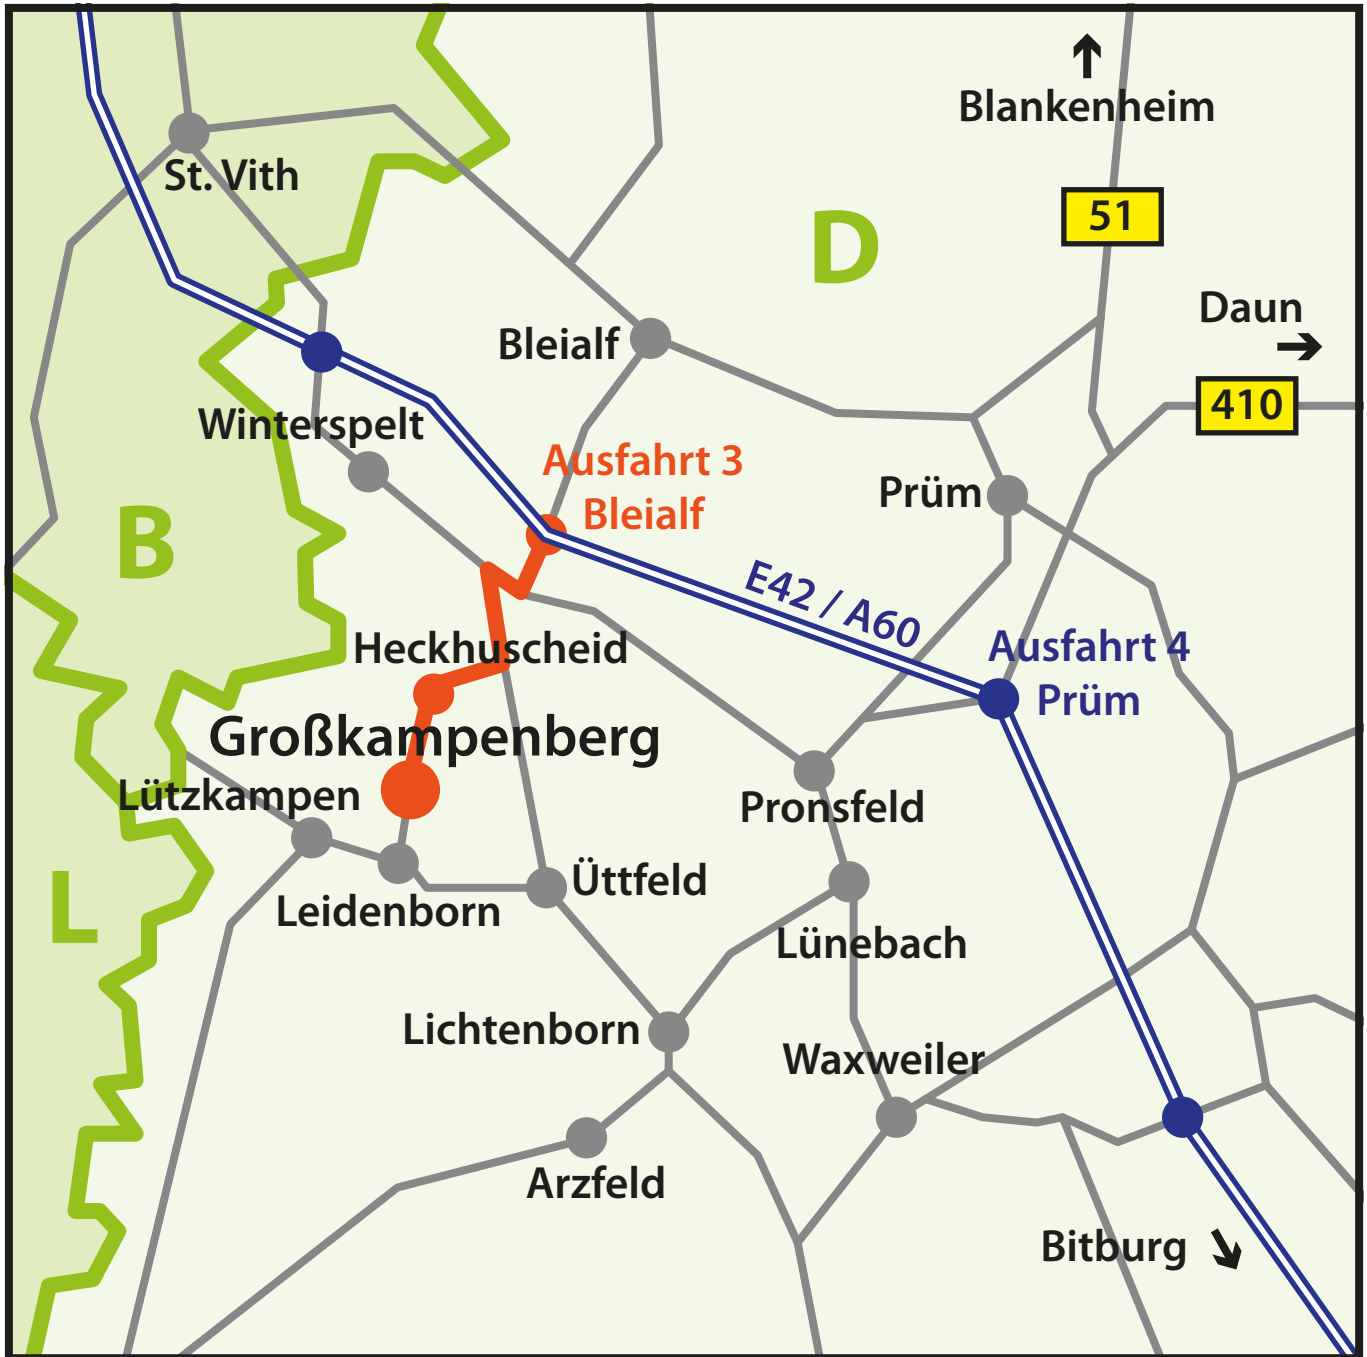 Blankenheim
St. Vith
51
D
Daun
Bleialf
410
Winterspelt
Ausfahrt 3
Bleialf
Prüm
B
E42 / A60
Heckhuscheid
Ausfahrt 4
Prüm
Großkampenberg
Lützkampen
Pronsfeld
Üttfeld
L
Leidenborn
Lünebach
Lichtenborn
Waxweiler
Arzfeld
Bitburg